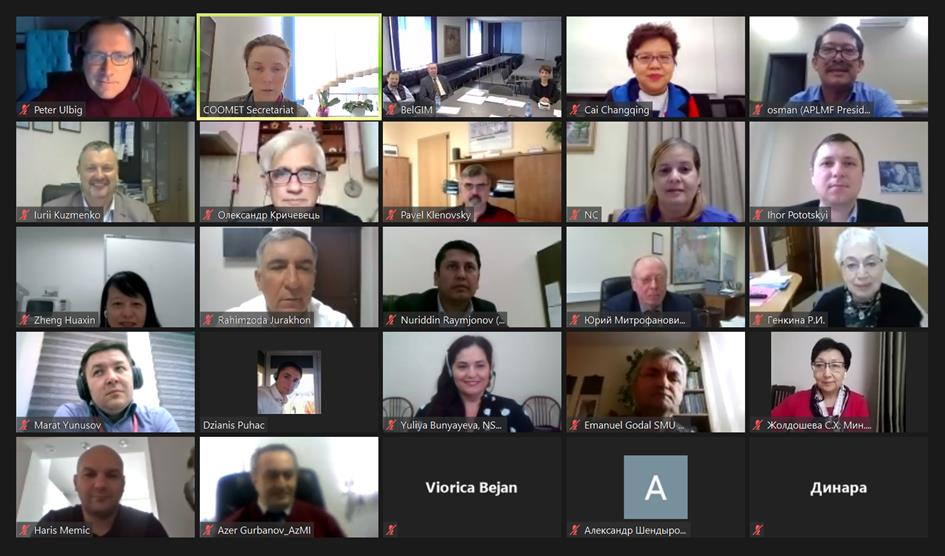 Peter Ulbig
COOMET Secretariat
BelGIM
Cai Changqing
osman (APLMF Presid...
Iurii Kuzmenko
Олександр Кричевець
Pavel Klenovsky
NC
Ihor Pototskyi
Zheng Huaxin
Rahimzoda Jurakhon
Nuriddin Raymjonov (...
Юрий Митрофанови...
Генкина Р.И.
Marat Yunusov
Dzianis Puhac
Yuliya Bunyayeva, NS...
Emanuel Godal SMU ...
Жолдошева С.Х. Мин....
Haris Memic
Azer Gurbanov_AzMI
Viorica Bejan
A
Александр Шендыро...
Динара